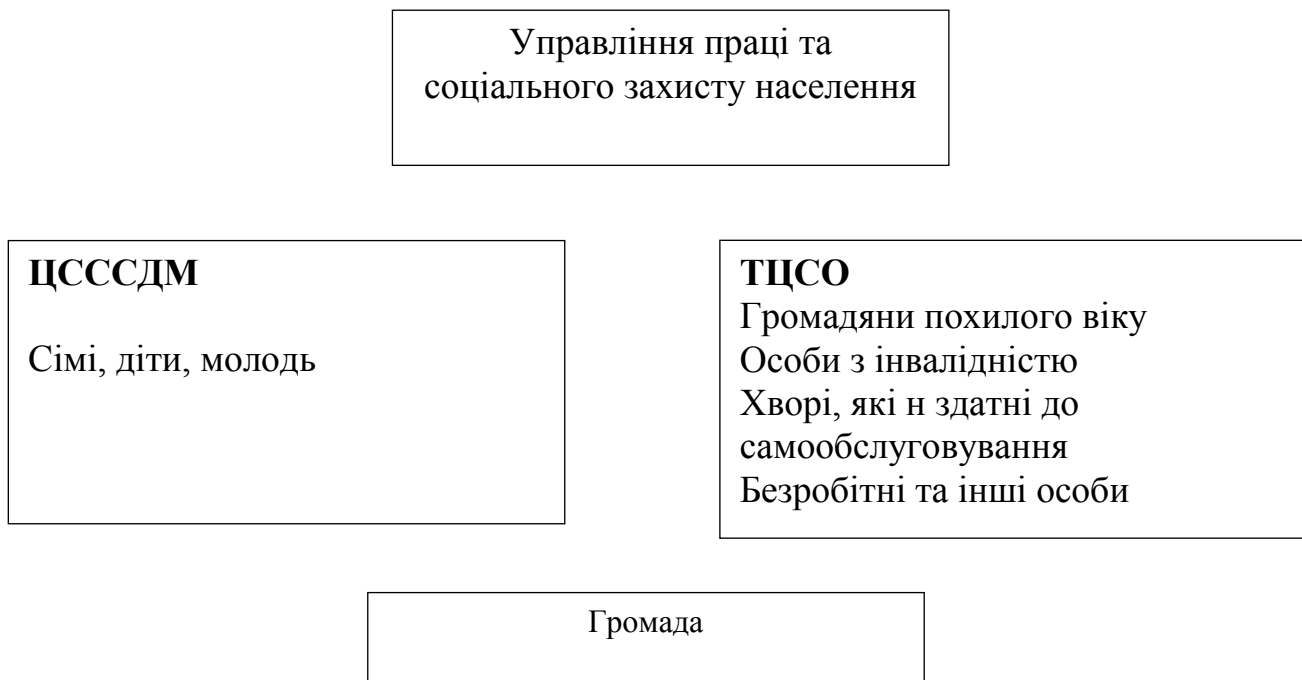 Управління праці та
соціального захисту населення
ЦСССДМ
Сімі, діти, молодь
ТЦСО
Громадяни похилого віку
Особи з інвалідністю
Хворі, які н здатні до
самообслуговування
Безробітні та інші особи
Громада